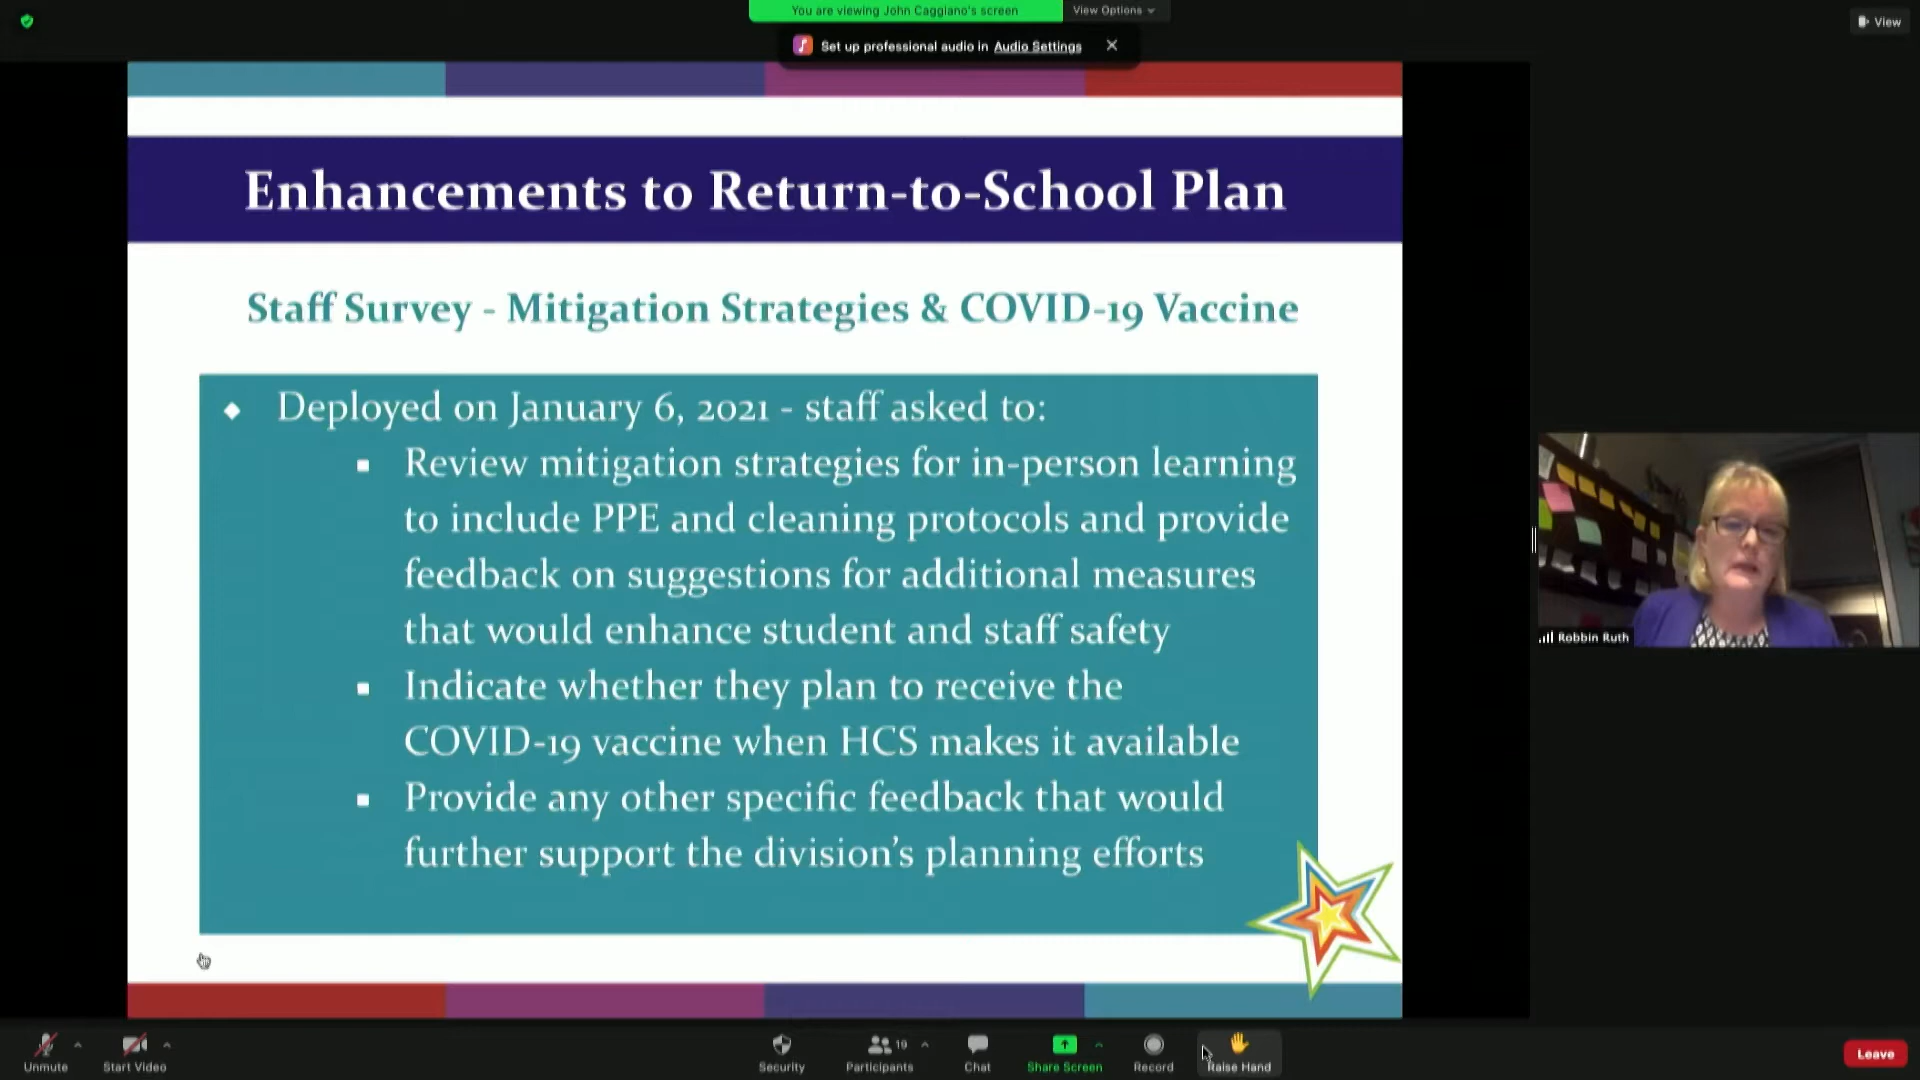 You are viewing John Caggiano's screen
View Options
View
Set up professional audio in Audio Settings
Enhancements to Return-to-School Plan
Staff Survey - Mitigation Strategies & COVID-19 Vaccine
Deployed on January 6, 2021 - staff asked to:
Review mitigation strategies for in-person learning
to include PPE and cleaning protocols and provide
feedback on suggestions for additional measures
that would enhance student and staff safety
Indicate whether they plan to receive the
COVID-19 vaccine when HCS makes it available
Provide any other specific feedback that would
further support the division's planning efforts
Robbin Ruth
Unmute
Start Video
Security
Participants
19
Chat
Share Screen
Record
Raise Hand
Leave